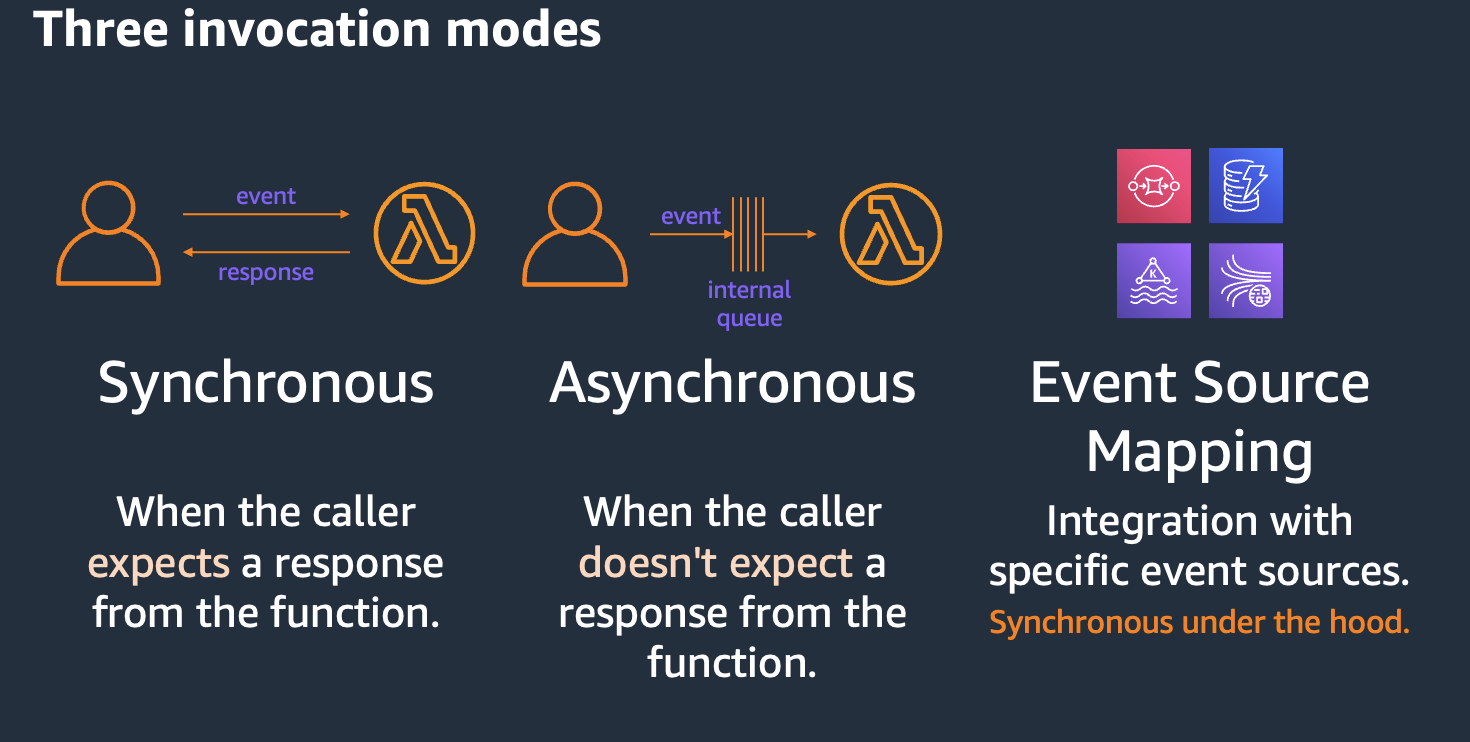 Three invocation modes
event
response
Synchronous
When the caller
expects a response
from the function.
event
internal
queue
Asynchronous
When the caller
doesn't expect a
response from the
function.
K
Event Source
Mapping
Integration with
specific event sources.
Synchronous under the hood.